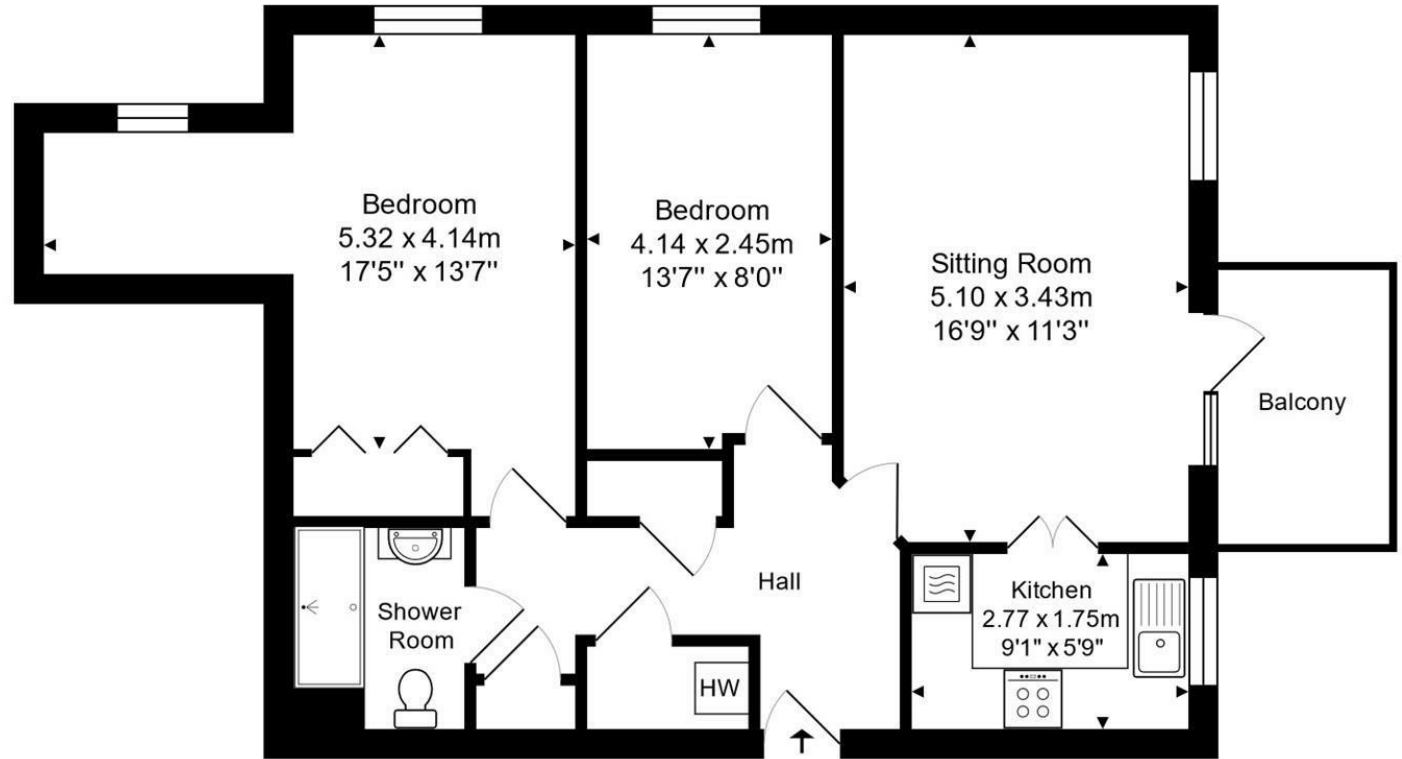 Bedroom
5.32 x 4.14m
17'5" x 13'7"
Bedroom
4.14 x 2.45m
13'7" x 8'0"
Sitting Room
5.10 x 3.43m
16'9" x 11'3"
Balcony
Hall
Kitchen
2.77 x 1.75m
9'1" x 5'9"
Shower
Room
HW